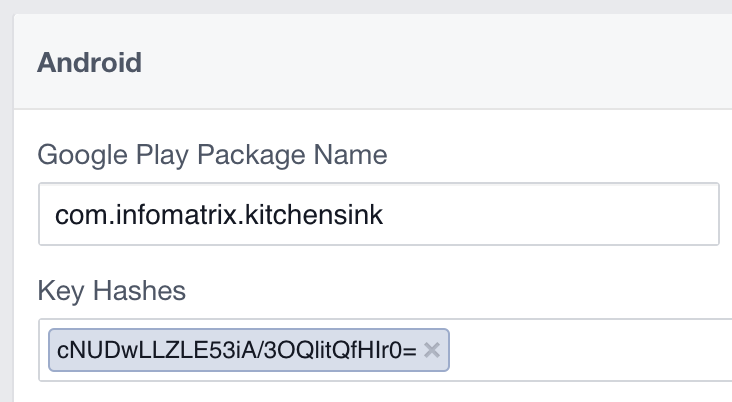 Android
Google Play Package Name
com.infomatrix.kitchensink
Key Hashes
cNUDwLLZLE53iA/3OQlitQfHIr0=